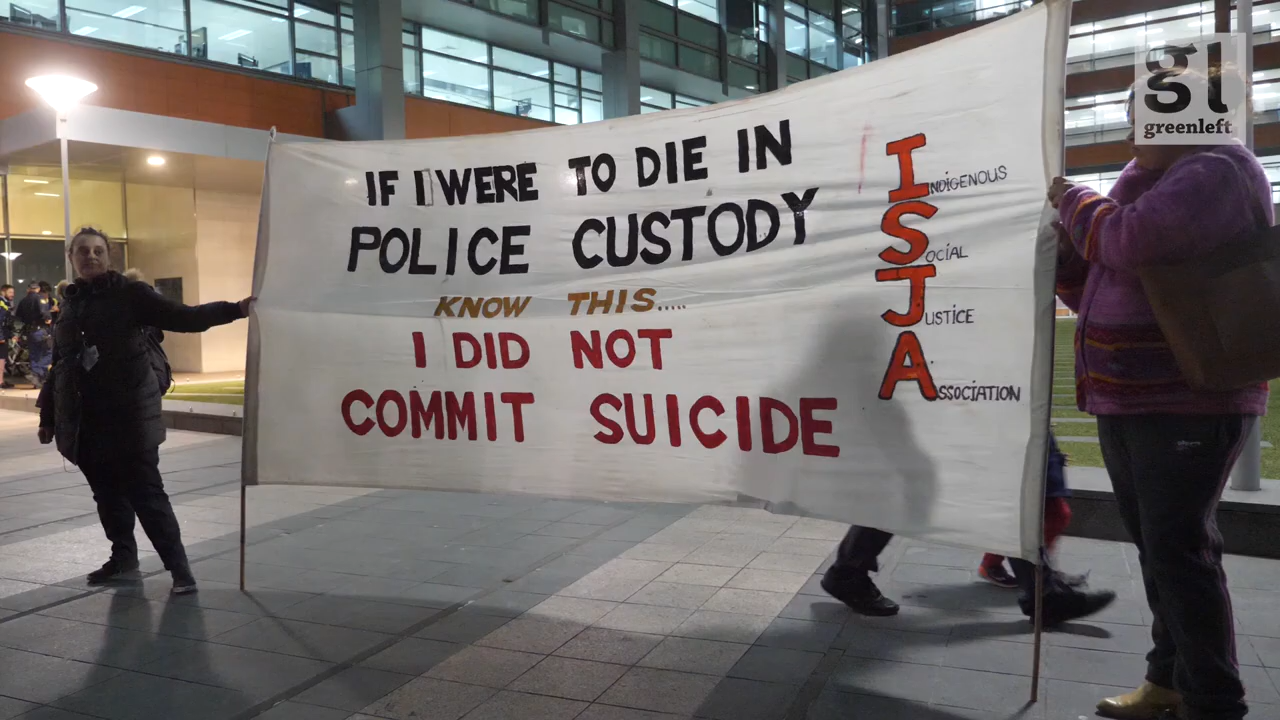 IF I WERE TO DIE IN
POLICE CUSTODY
KNOW THIS.....
I DID NOT
COMMIT SUICIDE
INDIGENOUS
SOCIAL
JUSTICE
ASSOCIATION
gl
greenleft